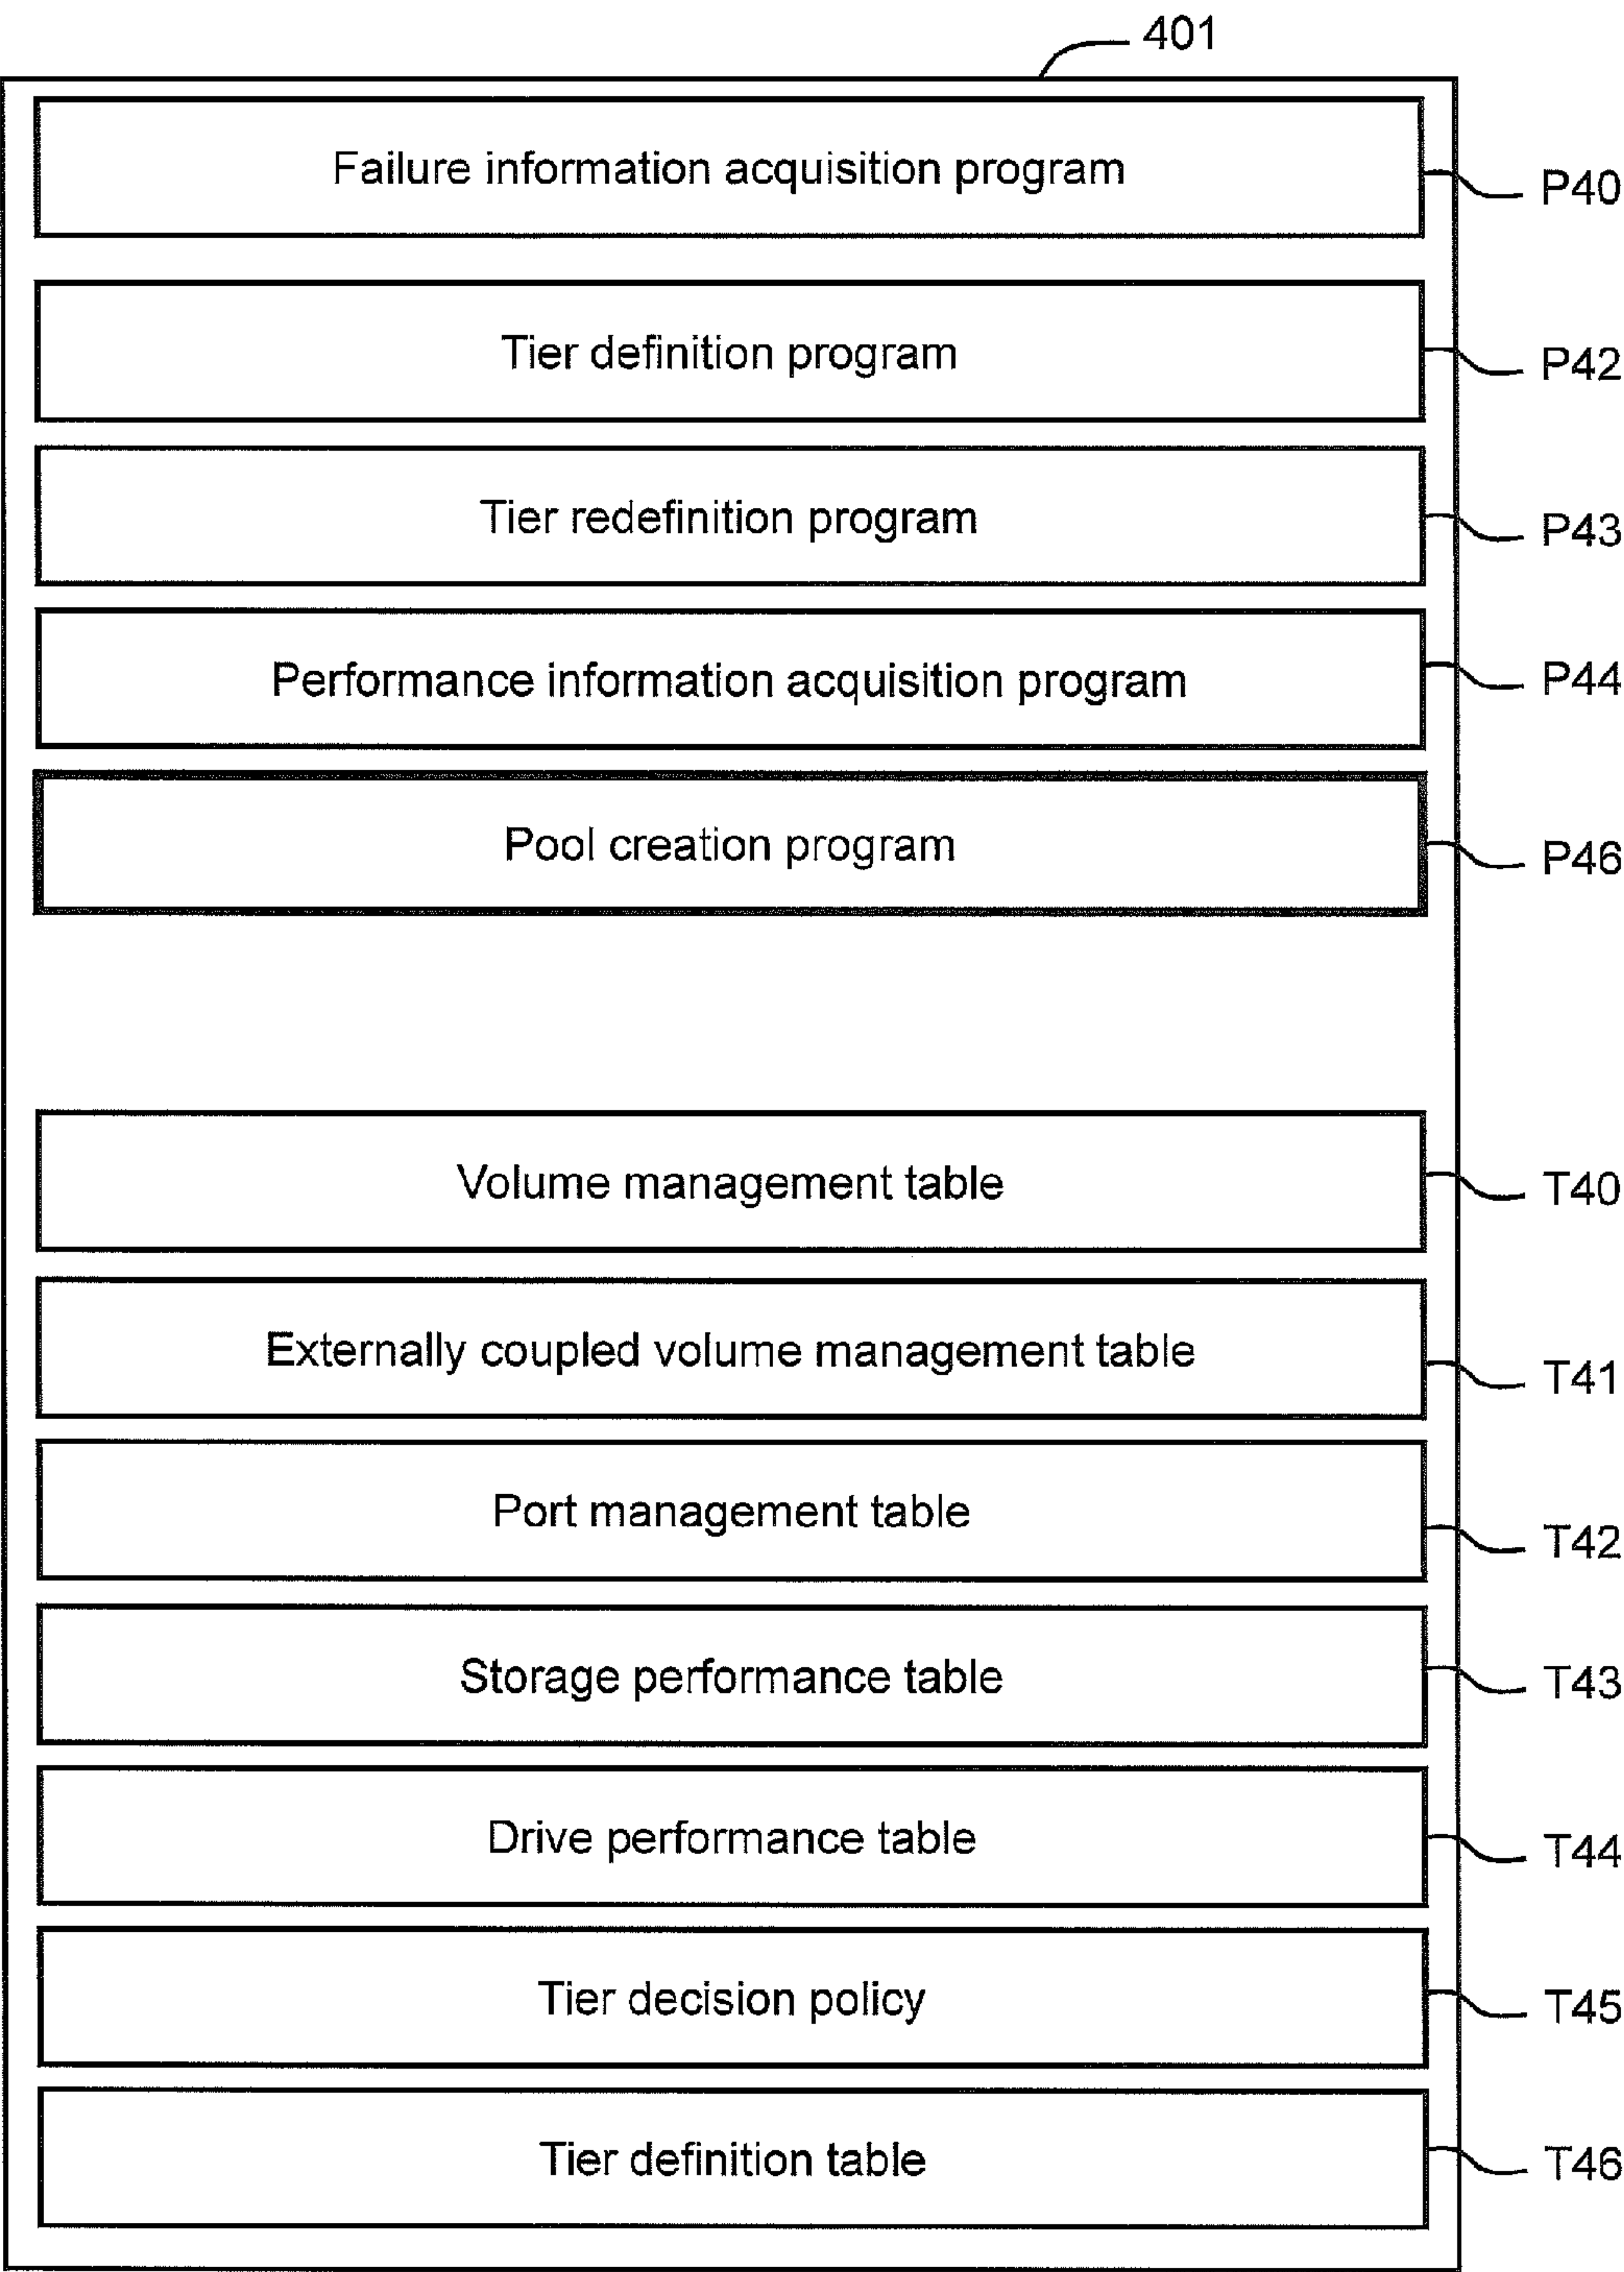 401
Failure information acquisition program
P40
Tier definition program
P42
Tier redefinition program
P43
Performance information acquisition program
P44
Pool creation program
P46
Volume management table
T40
Externally coupled volume management table
T41
Port management table
T42
Storage performance table
T43
Drive performance table
T44
Tier decision policy
T45
Tier definition table
T46